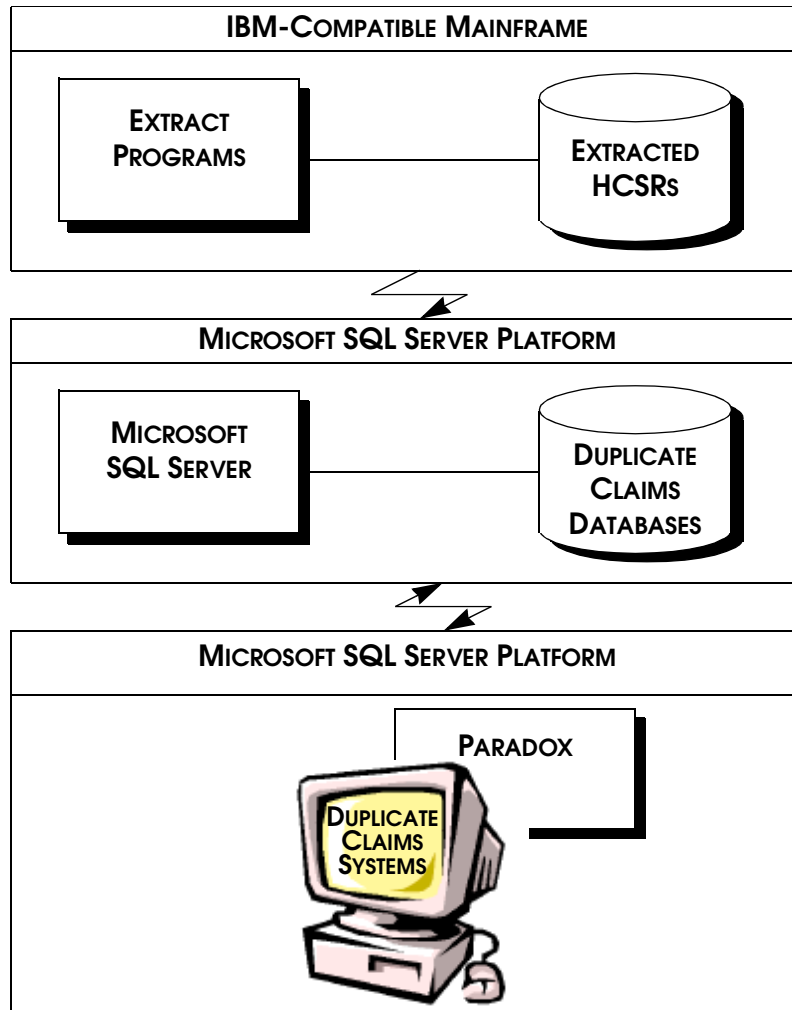 IBM-COMPATIBLE MAINFRAME
EXTRACT
PROGRAMS
EXTRACTED
HCSRS
MICROSOFT SQL SERVER PLATFORM
MICROSOFT
SQL SERVER
DUPLICATE
CLAIMS
DATABASES
MICROSOFT SQL SERVER PLATFORM
PARADOX
DUPLICATE
CLAIMS
SYSTEMS